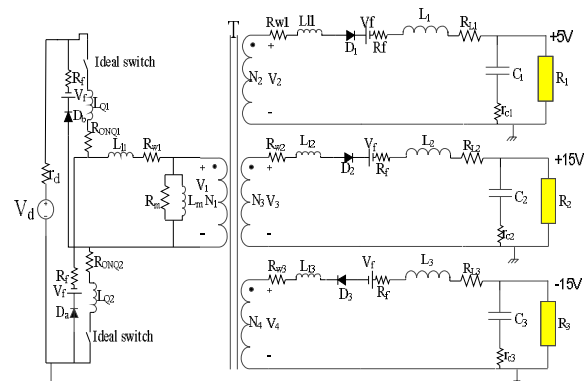 T
Ideal switch
Rf
Vf
Db
LQ1
RONQ1
rd
Vd
Ll1
Rw1
+
V1
-
Rm
Lm
N1
Rf
Vf
Da
RONQ2
LQ2
Ideal switch
Rw1
Ll1
D1
Vf
Rf
L1
RL1
+5V
+
N2
V2
-
C1
rc1
R1
Rw2
Ll2
D2
Vf
Rf
L2
RL2
+15V
+
N3
V3
-
C2
rc2
R2
Rw3
Ll3
D3
Vf
Rf
L3
RL3
-15V
+
N4
V4
-
C3
rc3
R3